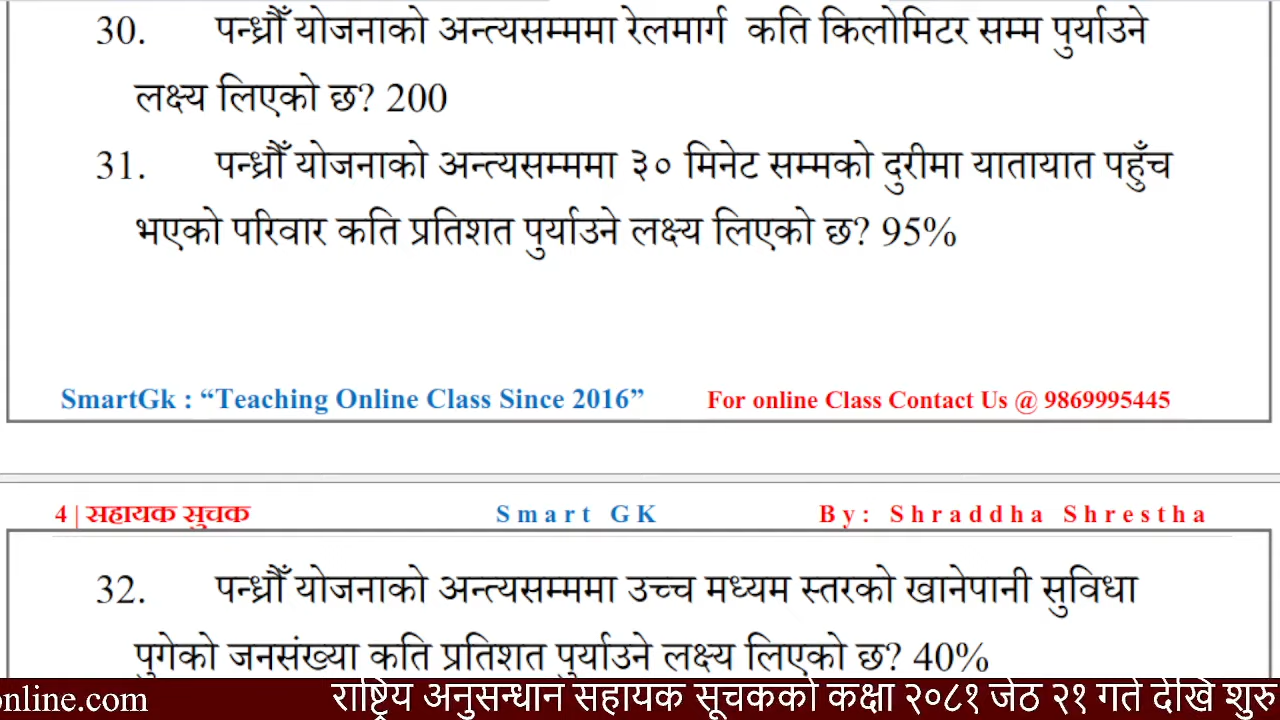 30. पन्ध्रौँ योजनाको अन्त्यसम्ममा रेलमार्ग कति किलोमिटर सम्म पुर्याउने
लक्ष्य लिएको छ? 200
31. पन्ध्रौँ योजनाको अन्त्यसम्ममा ३० मिनेट सम्मको दुरीमा यातायात पहुँच
भएको परिवार कति प्रतिशत पुर्याउने लक्ष्य लिएको छ? 95%
SmartGk : “Teaching Online Class Since 2016” For online Class Contact Us @ 9869995445
4 | सहायक सुचक Smart GK By: Shraddha Shrestha
32. पन्ध्रौँ योजनाको अन्त्यसम्ममा उच्च मध्यम स्तरको खानेपानी सुविधा
पुगेको जनसंख्या कति प्रतिशत पुर्याउने लक्ष्य लिएको छ? 40%
online.com राष्ट्रिय अनुसन्धान सहायक सूचकको कक्षा २०८१ जेठ २१ गते देखि शुरु